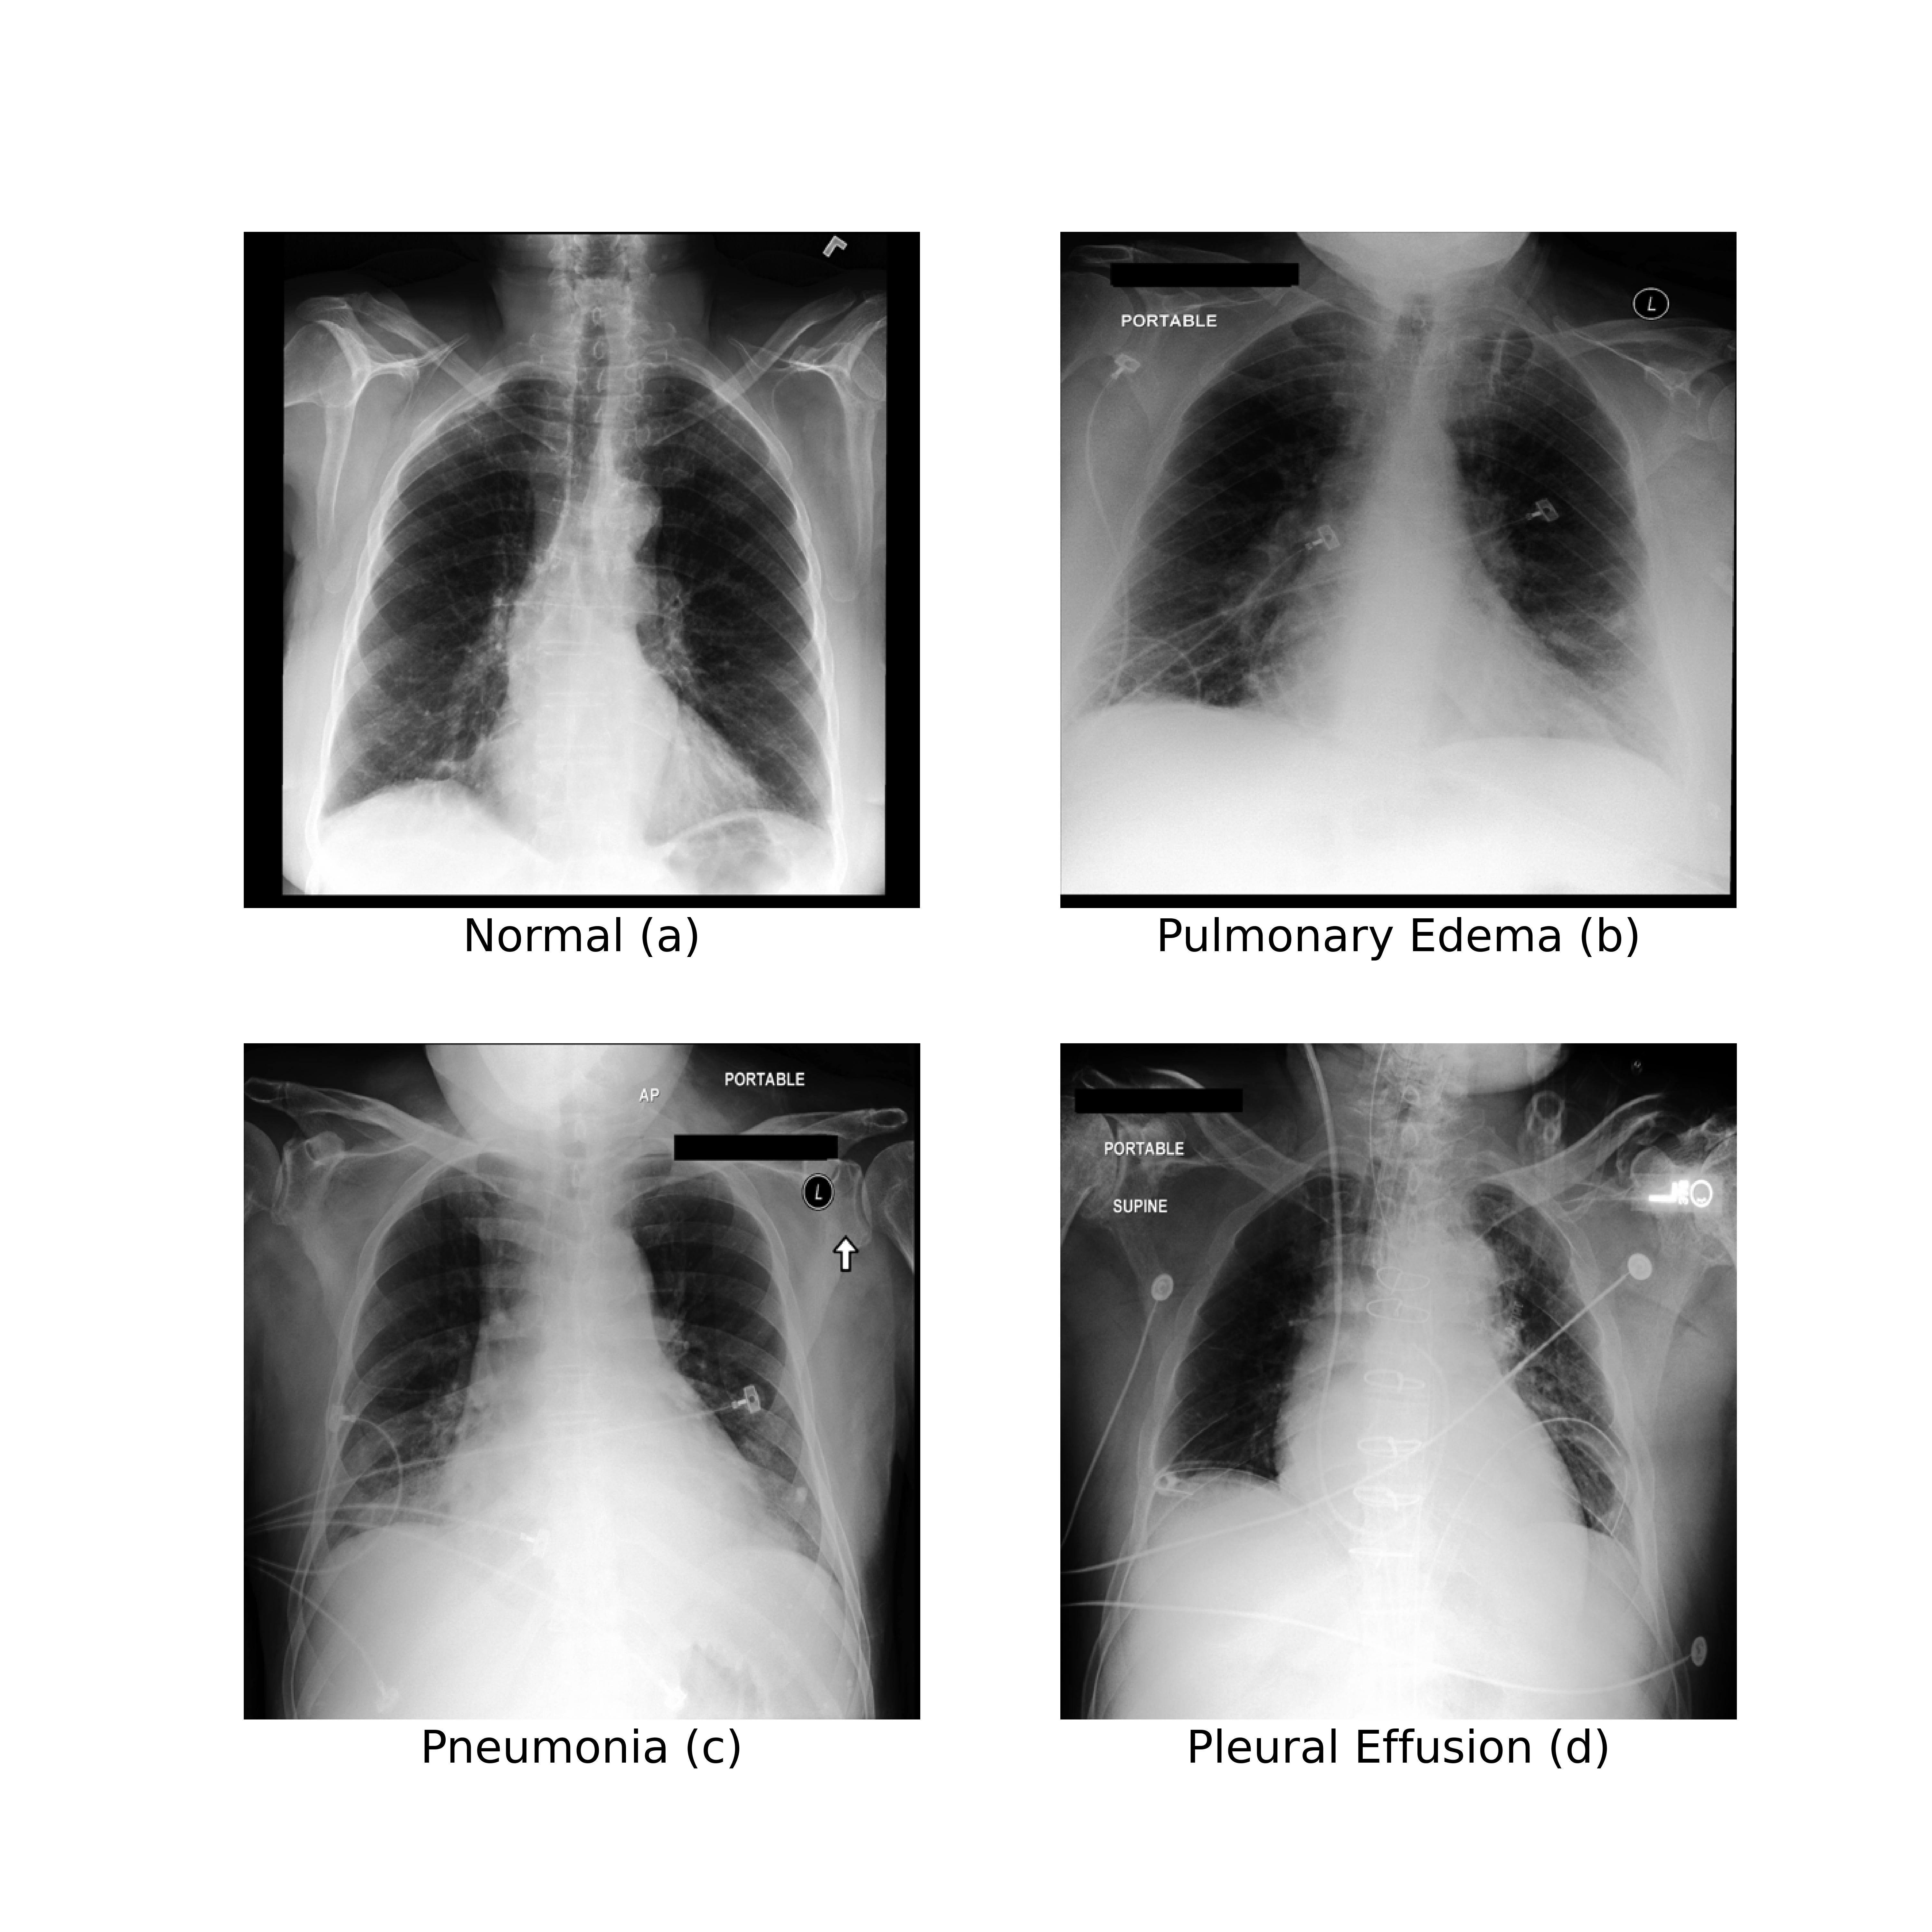 PORTABLE
L
Normal (a)
Pulmonary Edema (b)
PORTABLE
AP
L
PORTABLE
SUPINE
Pneumonia (c)
Pleural Effusion (d)